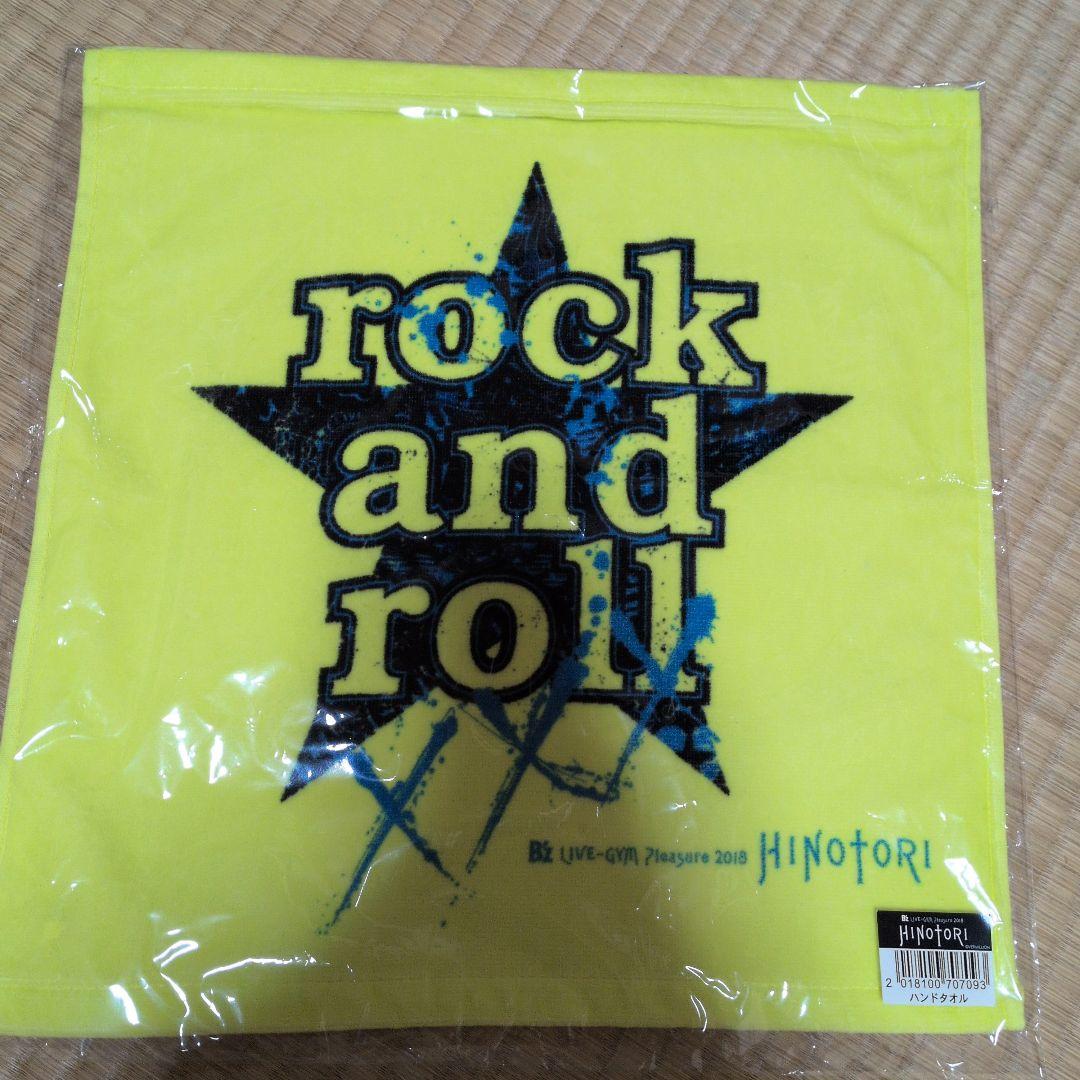 rock
and
roll
XXX
B'z LIVE-GYM Pleasure 2018 HINOTORI
B'z LIVE-GYM Pleasure 2018
HINOTORI
©VERMILLION
2 018100 707093
ハンドタオル